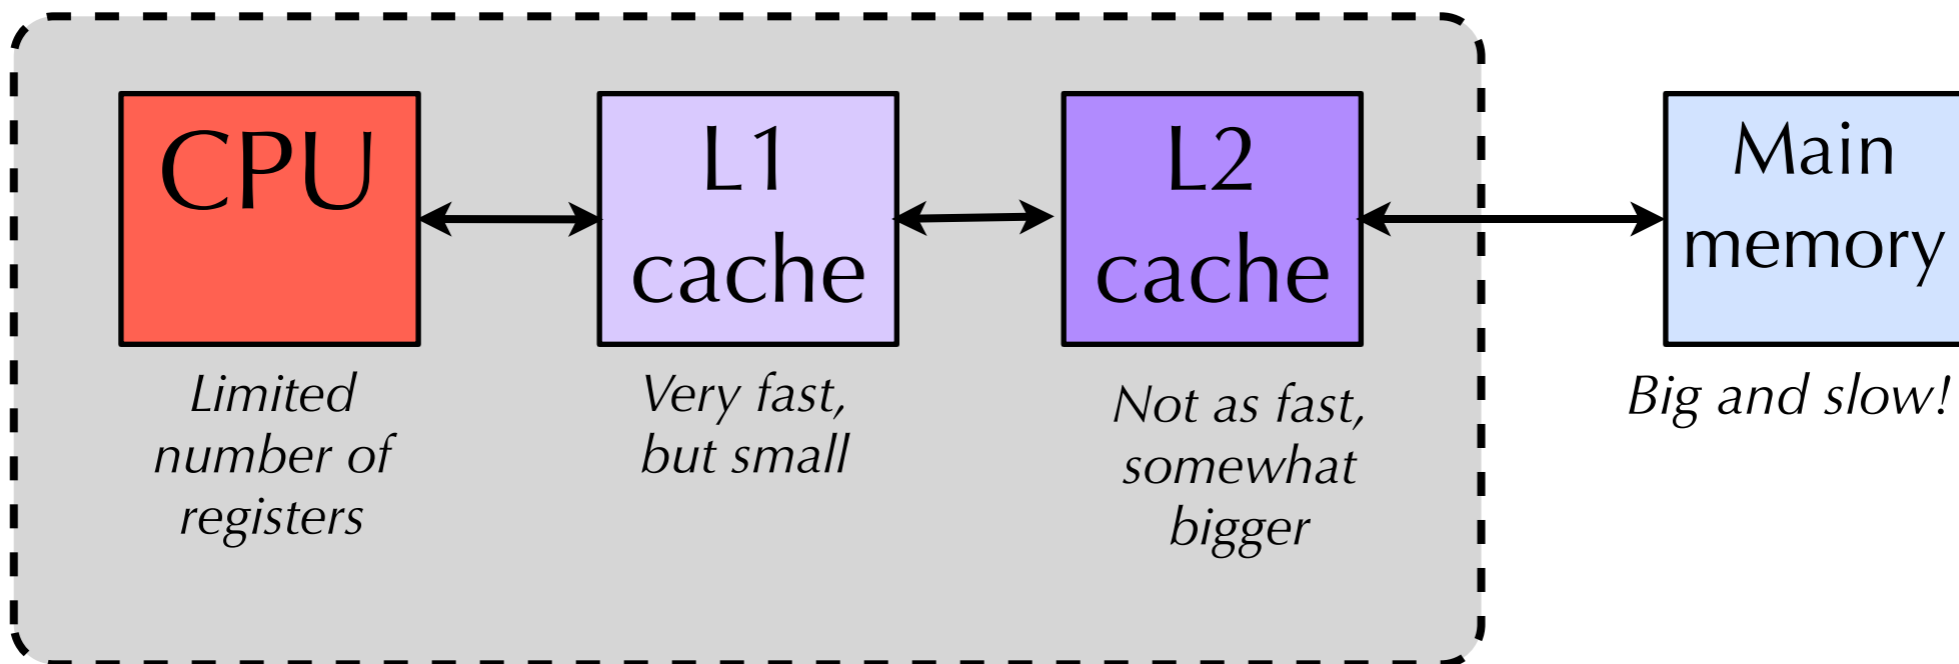 CPU
L1
cache
L2
cache
Main
memory
Limited
number of
registers
Very fast,
but small
Not as fast,
somewhat
bigger
Big and slow!